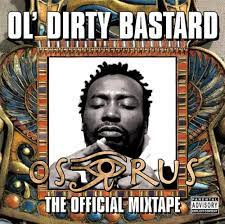 OL' DIRTY BASTARD
OSIRUS
THE OFFICIAL MIXTAPE
PARENTAL
ADVISORY
EXPLICIT CONTENT